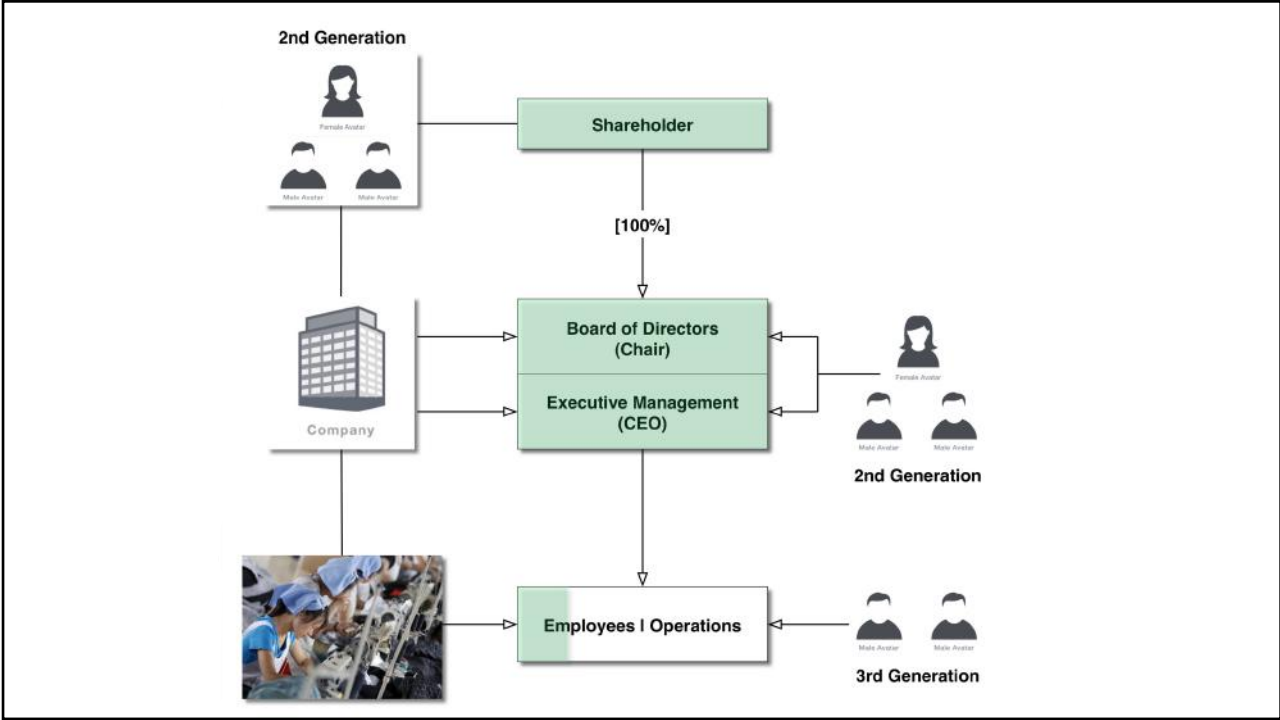 2nd Generation
Female Avatar
Male Avatar
Male Avatar
Shareholder
[100%]
Company
Board of Directors
(Chair)
Executive Management
(CEO)
Female Avatar
Male Avatar
Male Avatar
2nd Generation
Employees | Operations
Male Avatar
Male Avatar
3rd Generation